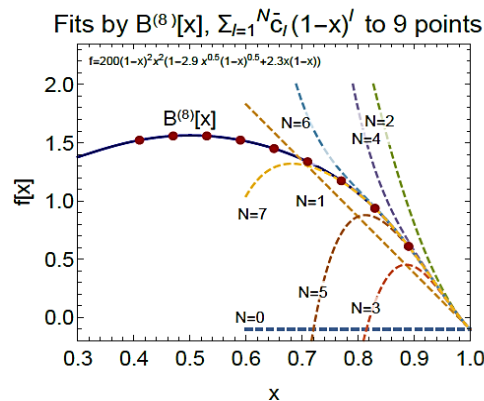 Fits by B⁽⁸⁾[x], Σ_{l=1}^N c̄_l (1-x)^l to 9 points
f=200(1-x)²x²(1-2.9 x^0.5(1-x)^0.5+2.3x(1-x))
2.0
1.5
1.0
0.5
0.0
f[x]
B⁽⁸⁾[x]
N=6
N=2
N=4
N=1
N=7
N=5
N=3
N=0
0.3 0.4 0.5 0.6 0.7 0.8 0.9 1.0
x